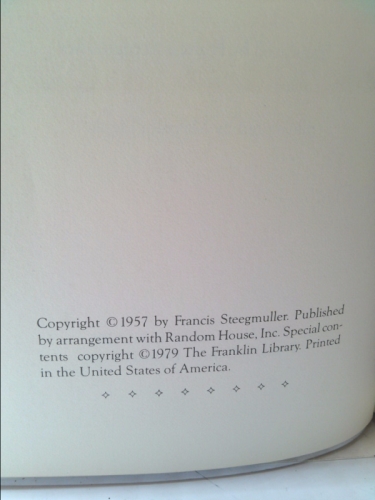 Copyright ©1957 by Francis Steegmuller. Published
by arrangement with Random House, Inc. Special con-
tents copyright ©1979 The Franklin Library. Printed
in the United States of America.